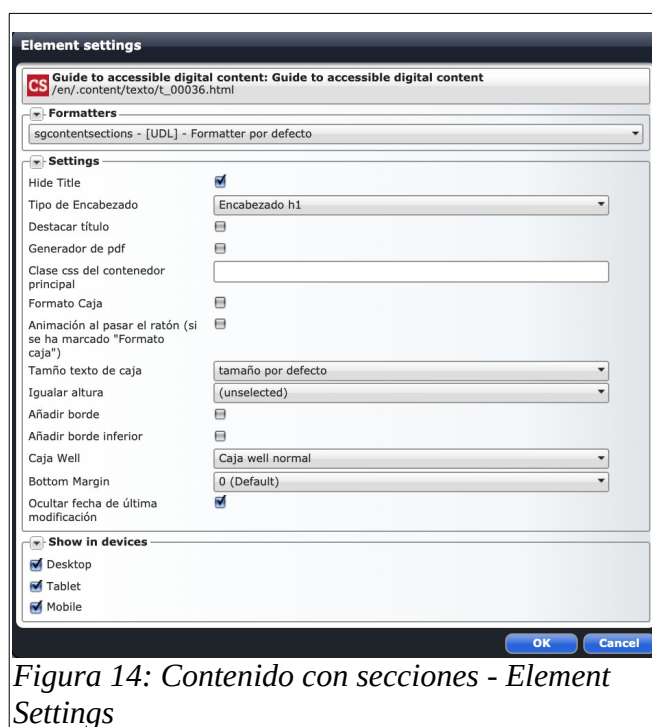 Element settings
CS
Guide to accessible digital content: Guide to accessible digital content
/en/.content/texto/t_00036.html
Formatters
sgcontentsections - [UDL] - Formatter por defecto
Settings
Hide Title
Tipo de Encabezado
Encabezado h1
Destacar título
Generador de pdf
Clase css del contenedor
principal
Formato Caja
Animación al pasar el ratón (si
se ha marcado "Formato
caja")
Tamño texto de caja
tamaño por defecto
Igualar altura
(unselected)
Añadir borde
Añadir borde inferior
Caja Well
Caja well normal
Bottom Margin
0 (Default)
Ocultar fecha de última
modificación
Show in devices
Desktop
Tablet
Mobile
OK
Cancel
Figura 14: Contenido con secciones - Element
Settings